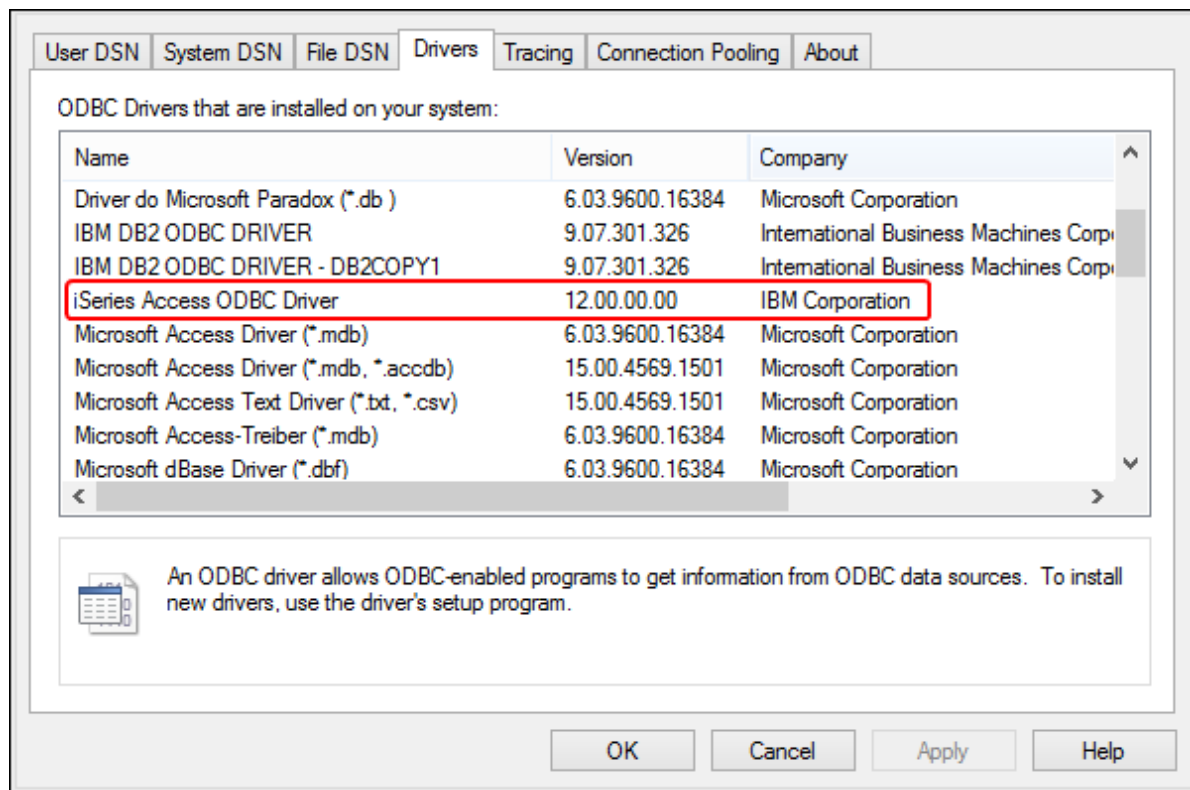 User DSN System DSN File DSN Drivers Tracing Connection Pooling About
ODBC Drivers that are installed on your system:
Name Version Company
Driver do Microsoft Paradox (*.db ) 6.03.9600.16384 Microsoft Corporation
IBM DB2 ODBC DRIVER 9.07.301.326 International Business Machines Corp
IBM DB2 ODBC DRIVER - DB2COPY1 9.07.301.326 International Business Machines Corp
iSeries Access ODBC Driver 12.00.00.00 IBM Corporation
Microsoft Access Driver (*.mdb) 6.03.9600.16384 Microsoft Corporation
Microsoft Access Driver (*.mdb, *.accdb) 15.00.4569.1501 Microsoft Corporation
Microsoft Access Text Driver (*.txt, *.csv) 15.00.4569.1501 Microsoft Corporation
Microsoft Access-Treiber (*.mdb) 6.03.9600.16384 Microsoft Corporation
Microsoft dBase Driver (*.dbf) 6.03.9600.16384 Microsoft Corporation
An ODBC driver allows ODBC-enabled programs to get information from ODBC data sources. To install
new drivers, use the driver's setup program.
OK Cancel Apply Help